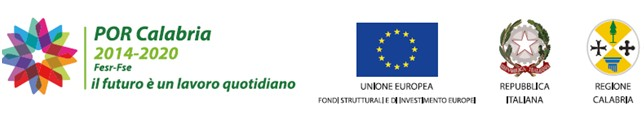 POR Calabria
2014-2020
Fesr-Fse
il futuro è un lavoro quotidiano
UNIONE EUROPEA
FONDI STRUTTURALI E DI INVESTIMENTO EUROPEI
REPUBBLICA
ITALIANA
REGIONE
CALABRIA